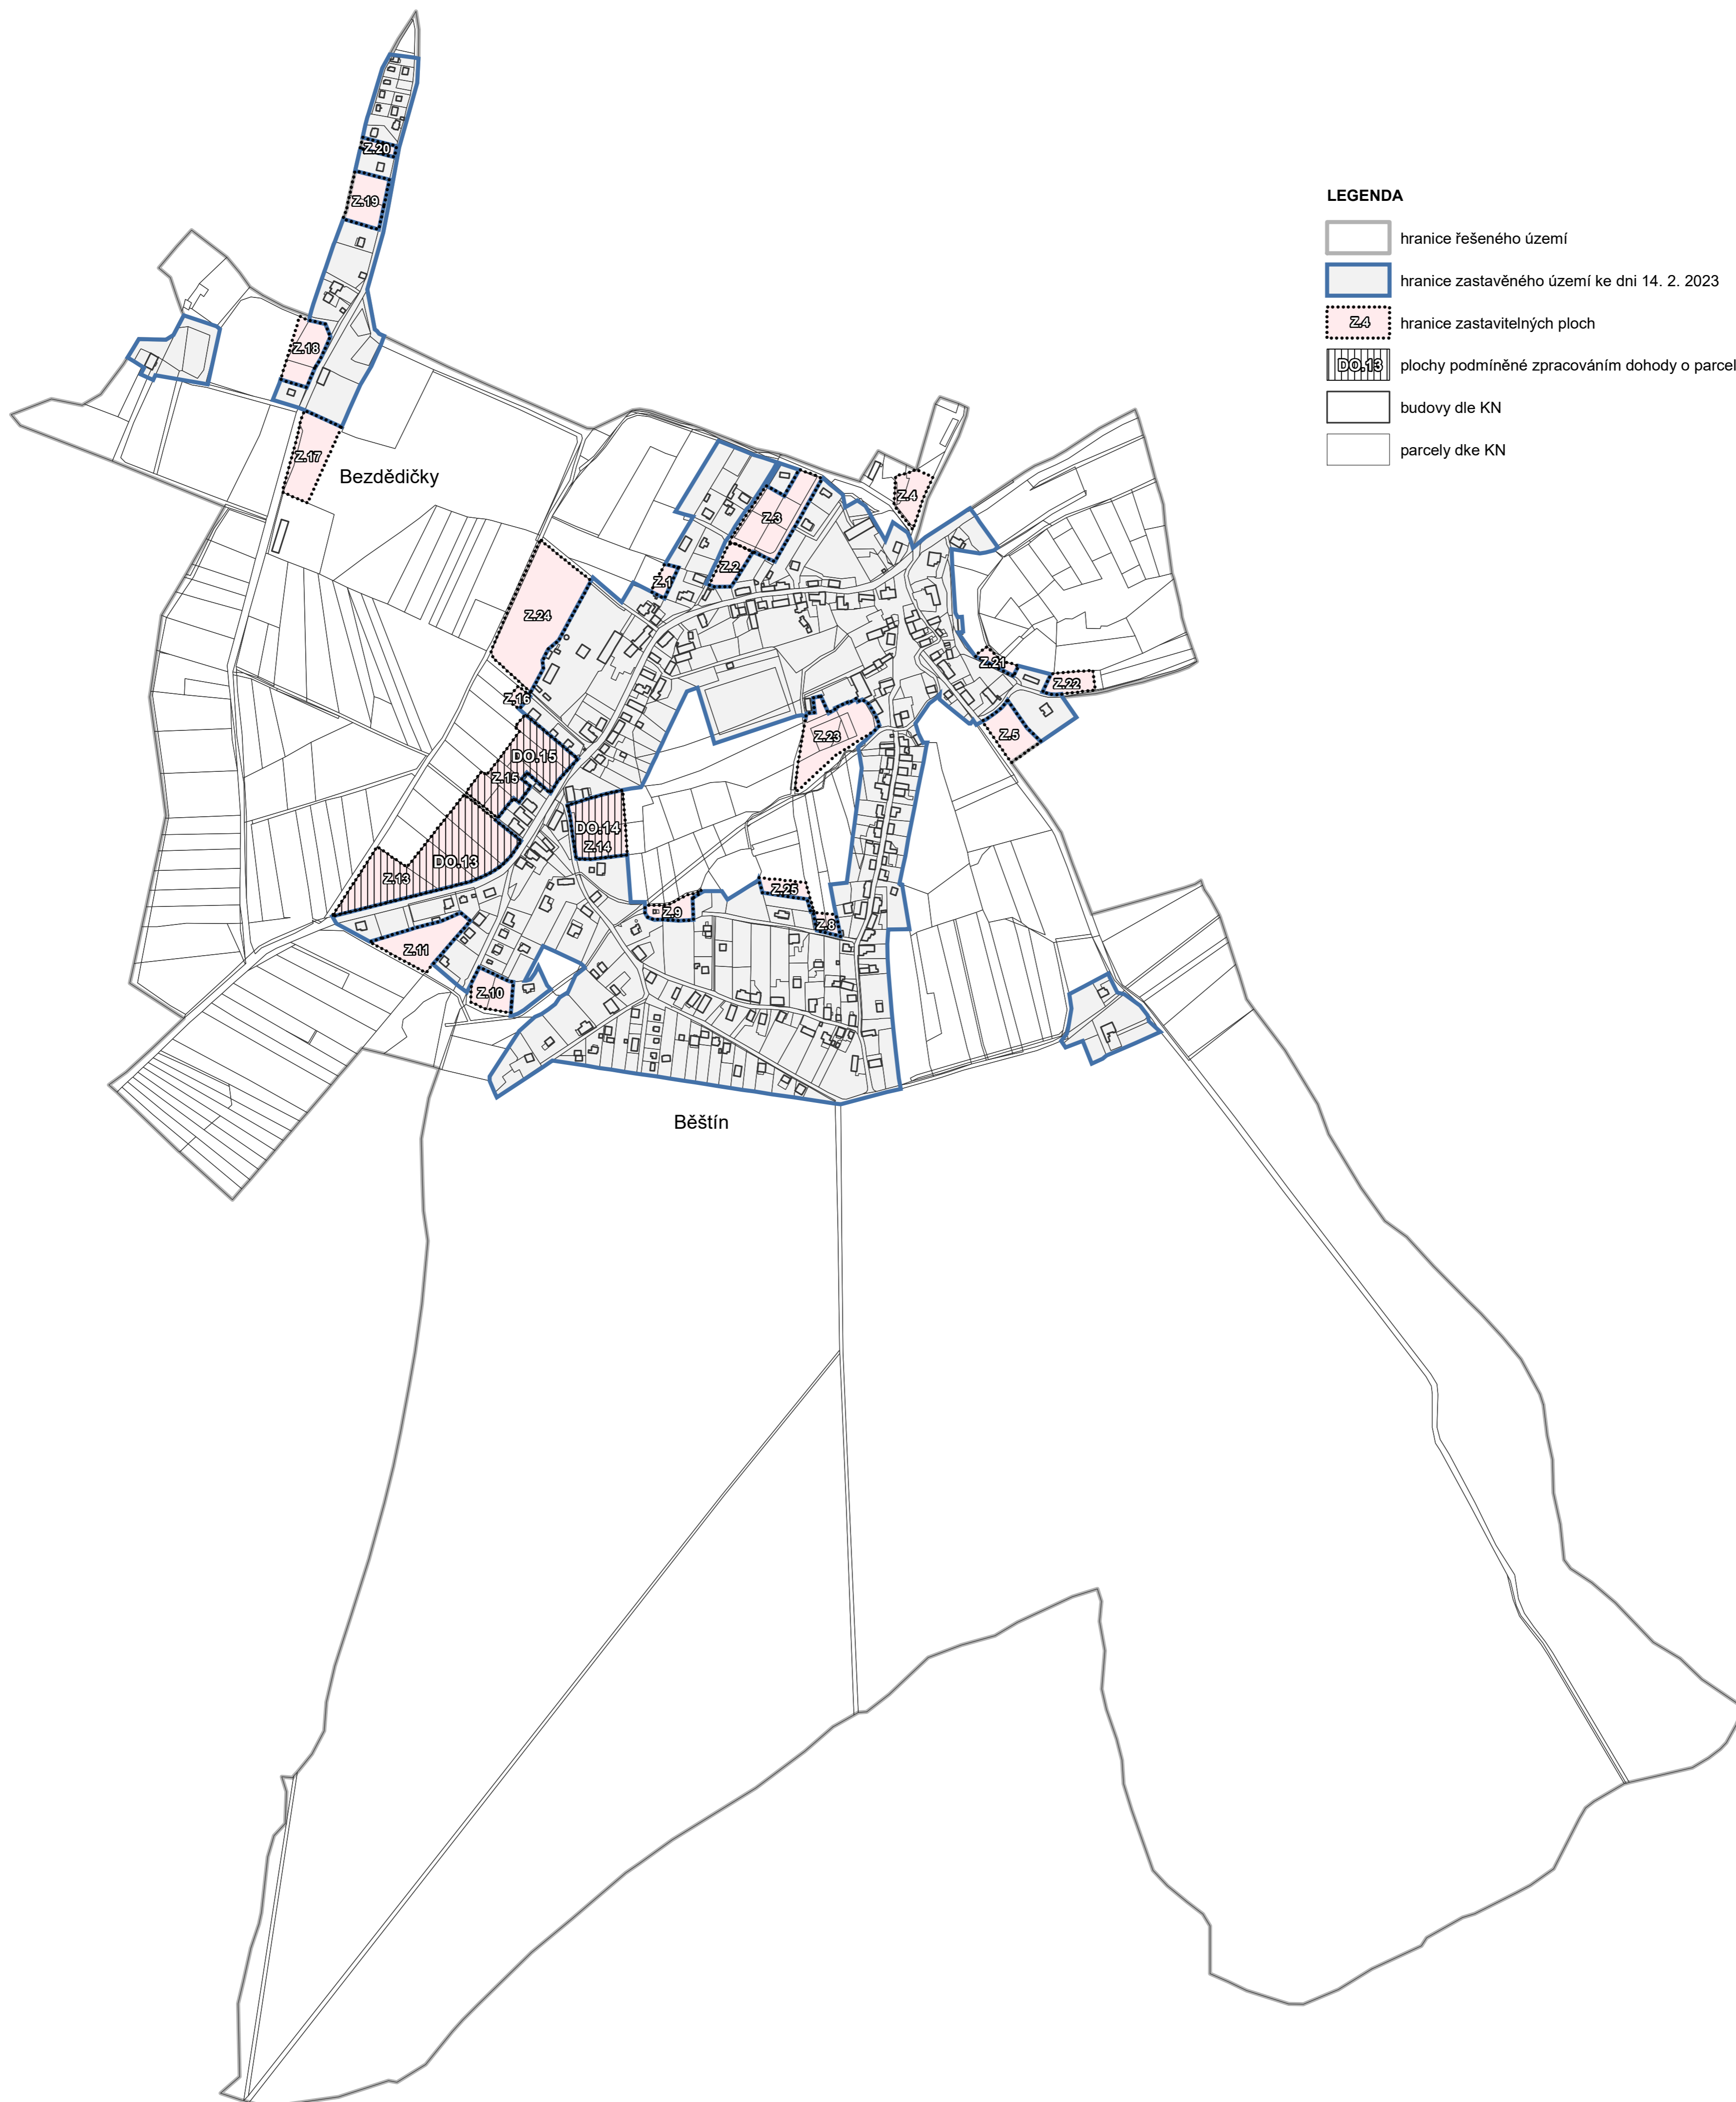 LEGENDA
hranice řešeného území
hranice zastavěného území ke dni 14. 2. 2023
Z.4
hranice zastavitelných ploch
DO.13
plochy podmíněné zpracováním dohody o parcel
budovy dle KN
parcely dke KN
Z.20
Z.19
Z.18
Z.17
Bezdědičky
Z.4
Z.3
Z.2
Z.1
Z.24
Z.21
Z.22
Z.16
Z.5
Z.23
DO.15
Z.15
DO.14
Z.14
DO.13
Z.13
Z.25
Z.9
Z.8
Z.11
Z.10
Běštín